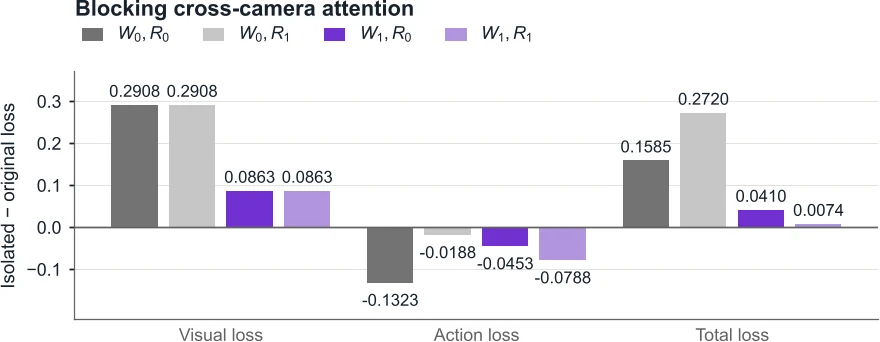 Blocking cross-camera attention
W₀, R₀ W₀, R₁ W₁, R₀ W₁, R₁
Isolated − original loss
0.3
0.2
0.1
0.0
−0.1
0.2908 0.2908 0.0863 0.0863
-0.1323 -0.0188 -0.0453 -0.0788
0.1585 0.2720 0.0410 0.0074
Visual loss Action loss Total loss